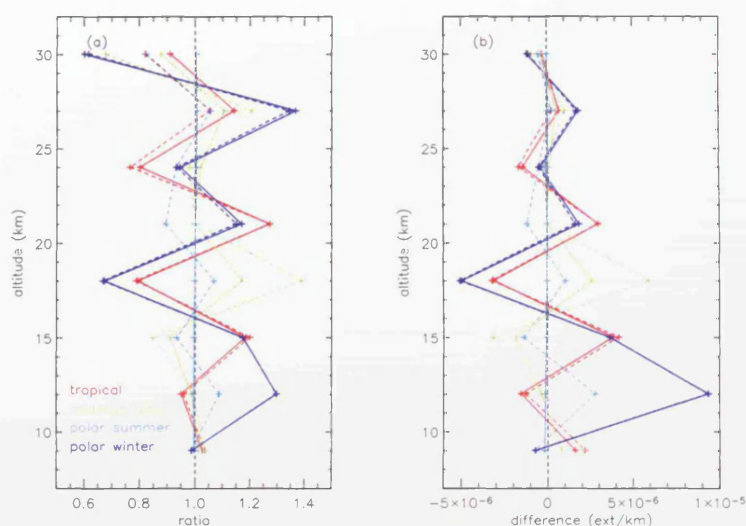 (a)
(b)
30
25
20
15
10
altitude (km)
tropical
polar summer
polar winter
0.6
0.8
1.0
1.2
1.4
ratio
30
25
20
15
10
altitude (km)
−5×10⁻⁶
0
5×10⁻⁶
1×10⁻⁵
difference (ext/km)